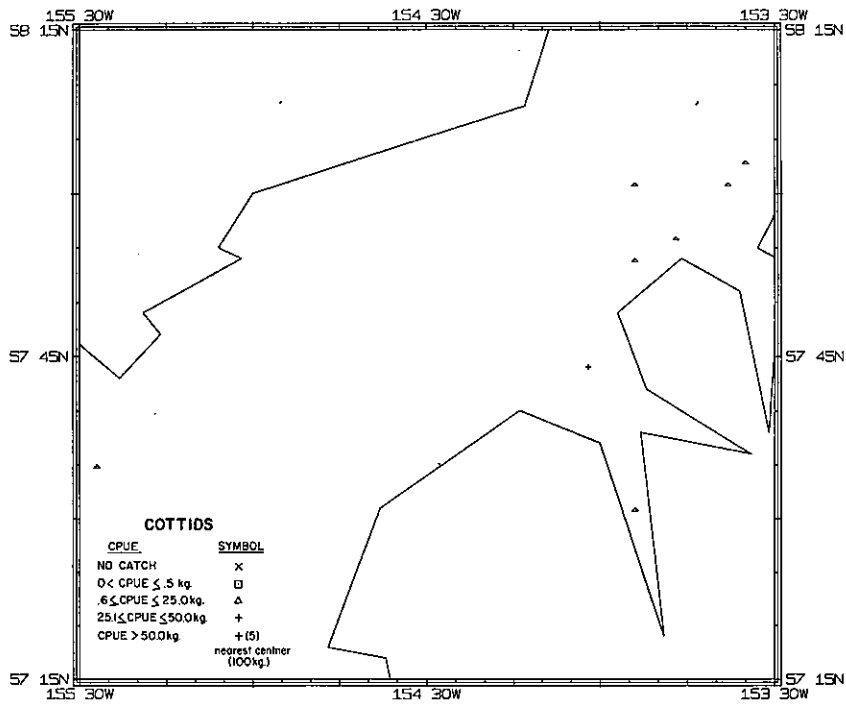 155 30W 154 30W 153 30W
58 15N 58 15N
57 45N 57 45N
COTTIDS
CPUE SYMBOL
NO CATCH ×
0< CPUE ≤ .5 kg.
.6≤CPUE ≤ 25.0kg. △
25.1≤CPUE ≤50.0kg. +
CPUE > 50.0kg. +(5)
nearest centner
(100kg.)
57 15N 57 15N
155 30W 154 30W 153 30W